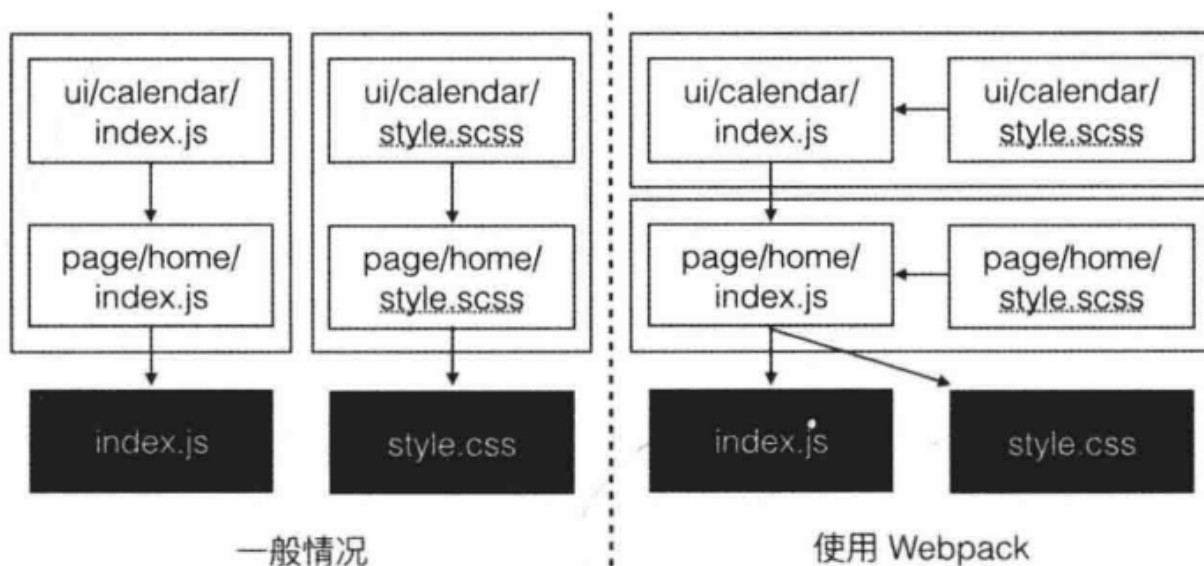 ui/calendar/
index.js
ui/calendar/
style.scss
page/home/
index.js
page/home/
style.scss
index.js
style.css
一般情况
ui/calendar/
index.js
ui/calendar/
style.scss
page/home/
index.js
page/home/
style.scss
index.js
style.css
使用 Webpack